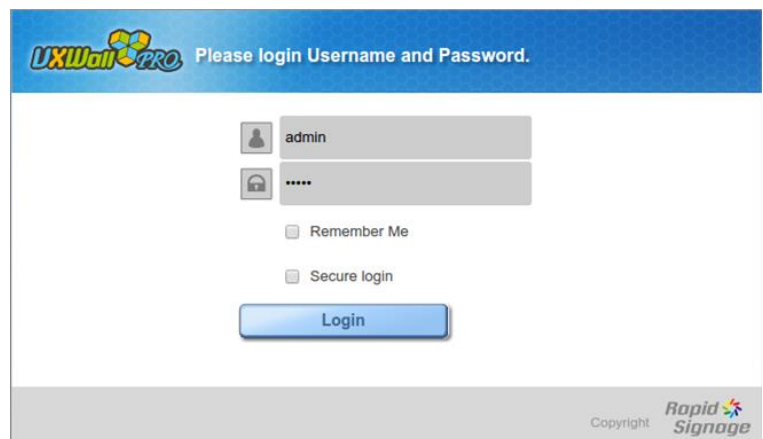 UXWall PRO Please login Username and Password.
admin
•••••
Remember Me
Secure login
Login
Copyright Rapid
Signage